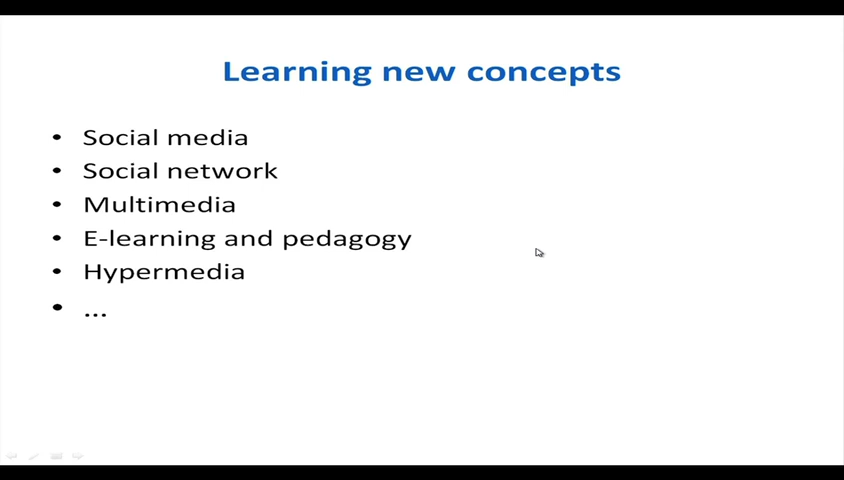 Learning new concepts
• Social media
• Social network
• Multimedia
• E-learning and pedagogy
• Hypermedia
• ...